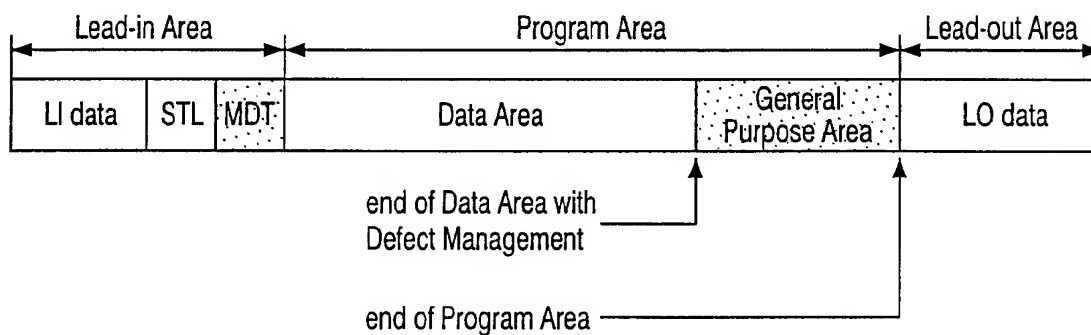 Lead-in Area
Program Area
Lead-out Area
LI data
STL
MDT
Data Area
General
Purpose Area
LO data
end of Data Area with
Defect Management
end of Program Area